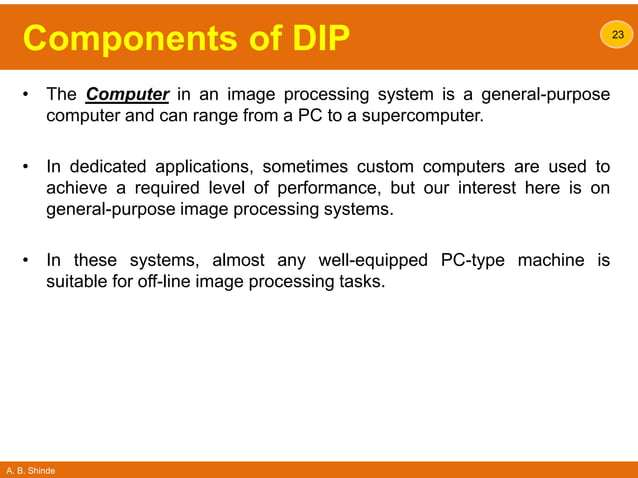 Components of DIP
23
• The Computer in an image processing system is a general-purpose
computer and can range from a PC to a supercomputer.
• In dedicated applications, sometimes custom computers are used to
achieve a required level of performance, but our interest here is on
general-purpose image processing systems.
• In these systems, almost any well-equipped PC-type machine is
suitable for off-line image processing tasks.
A. B. Shinde